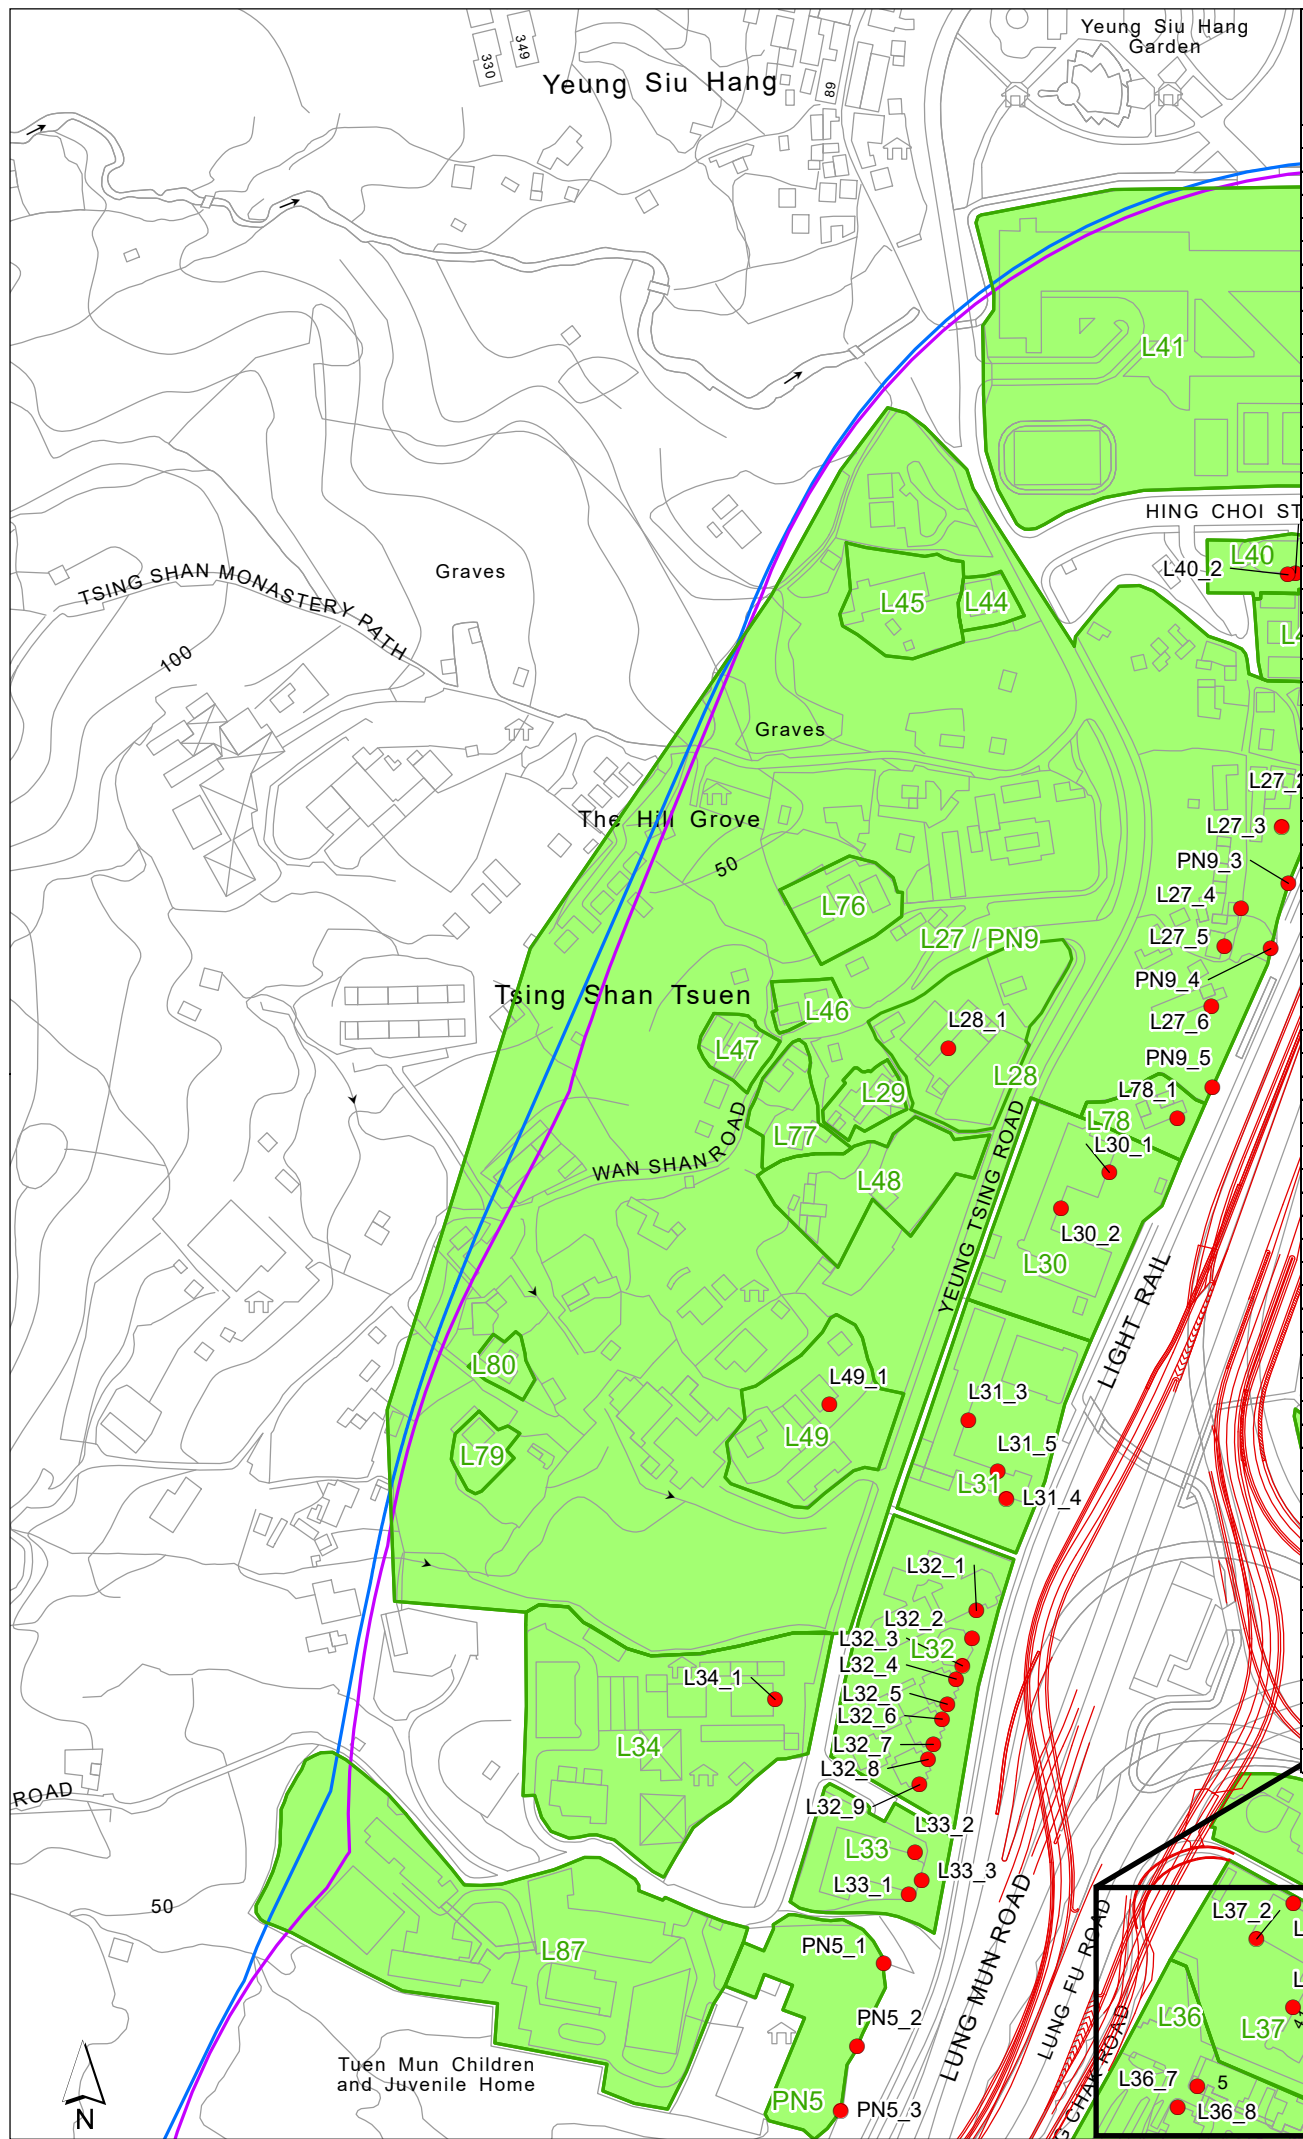 Yeung Siu Hang
Garden
349
330
Yeung Siu Hang
89
L41
HING CHOI ST
L40
L40_2
TSING SHAN MONASTERY PATH
Graves
L45
L44
100
Graves
L27_3
The Hill Grove
PN9_3
50
L76
L27_4
L27 / PN9
L27_5
PN9_4
Tsing Shan Tsuen
L46
L28_1
L27_6
L47
PN9_5
L28
L29
L78_1
L78
L77
L30_1
WAN SHAN ROAD
L48
YEUNG TSING ROAD
L30_2
L30
LIGHT RAIL
L80
L49_1
L31_3
L49
L31_5
L79
L31
L31_4
L32_1
L32_2
L32_3
L32
L32_4
L34_1
L32_5
L32_6
L34
L32_7
L32_8
ROAD
L32_9
L33_2
L33
L33_3
L33_1
50
L37_2
PN5_1
L87
LUNG MUN ROAD
LUNG FU ROAD
L36
PN5_2
L37
Tuen Mun Children
and Juvenile Home
L36_7
5
PN5
PN5_3
L36_8
N